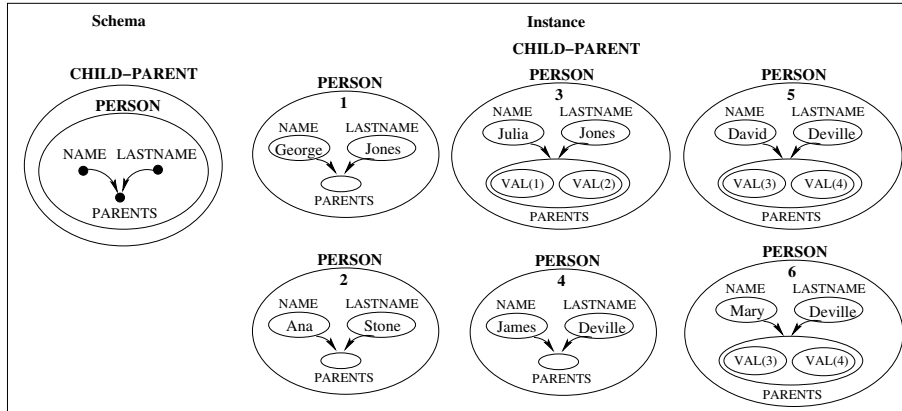 Schema
Instance
CHILD–PARENT
PERSON
NAME LASTNAME
PARENTS
CHILD–PARENT
PERSON
1
NAME LASTNAME
George Jones
PARENTS
PERSON
3
NAME LASTNAME
Julia Jones
VAL(1) VAL(2)
PARENTS
PERSON
5
NAME LASTNAME
David Deville
VAL(3) VAL(4)
PARENTS
PERSON
2
NAME LASTNAME
Ana Stone
PARENTS
PERSON
4
NAME LASTNAME
James Deville
PARENTS
PERSON
6
NAME LASTNAME
Mary Deville
VAL(3) VAL(4)
PARENTS